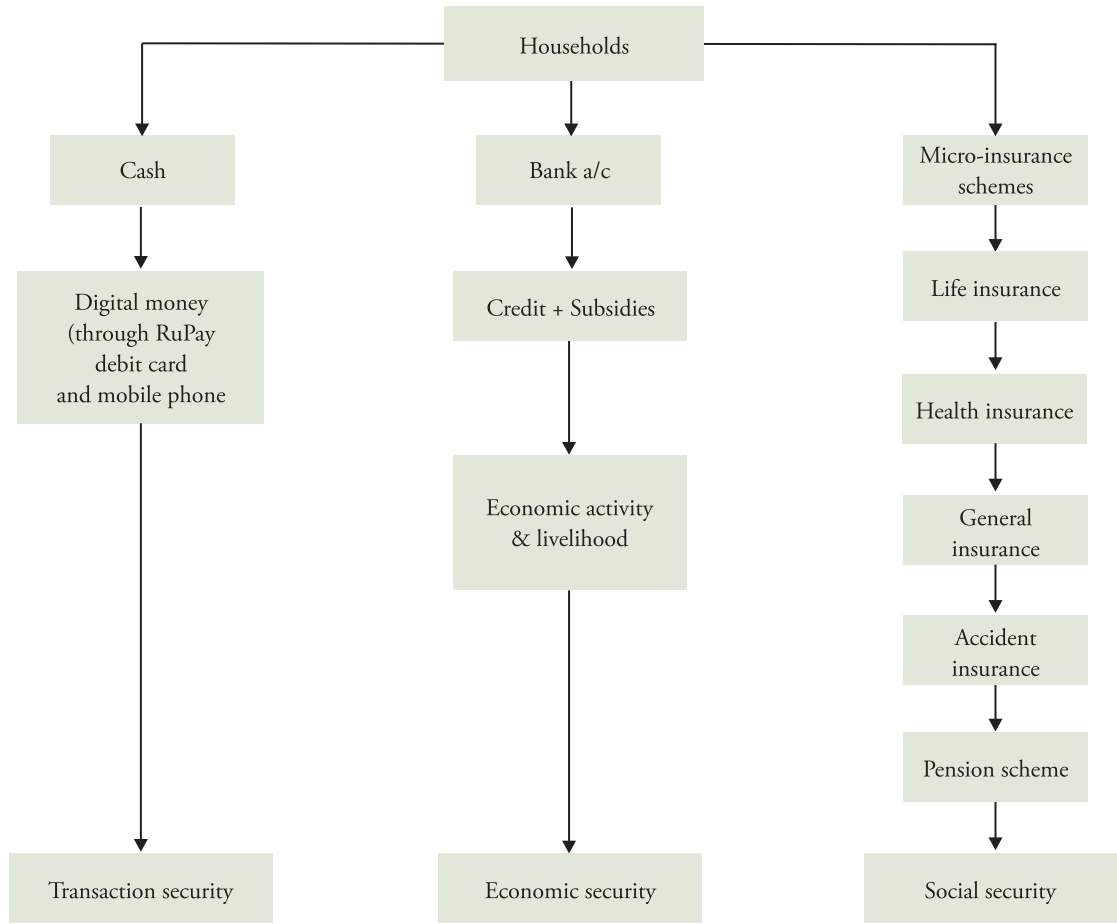 Households
Cash
Bank a/c
Micro-insurance
schemes
Digital money
(through RuPay
debit card
and mobile phone
Credit + Subsidies
Life insurance
Health insurance
Economic activity
& livelihood
General
insurance
Accident
insurance
Pension scheme
Transaction security
Economic security
Social security